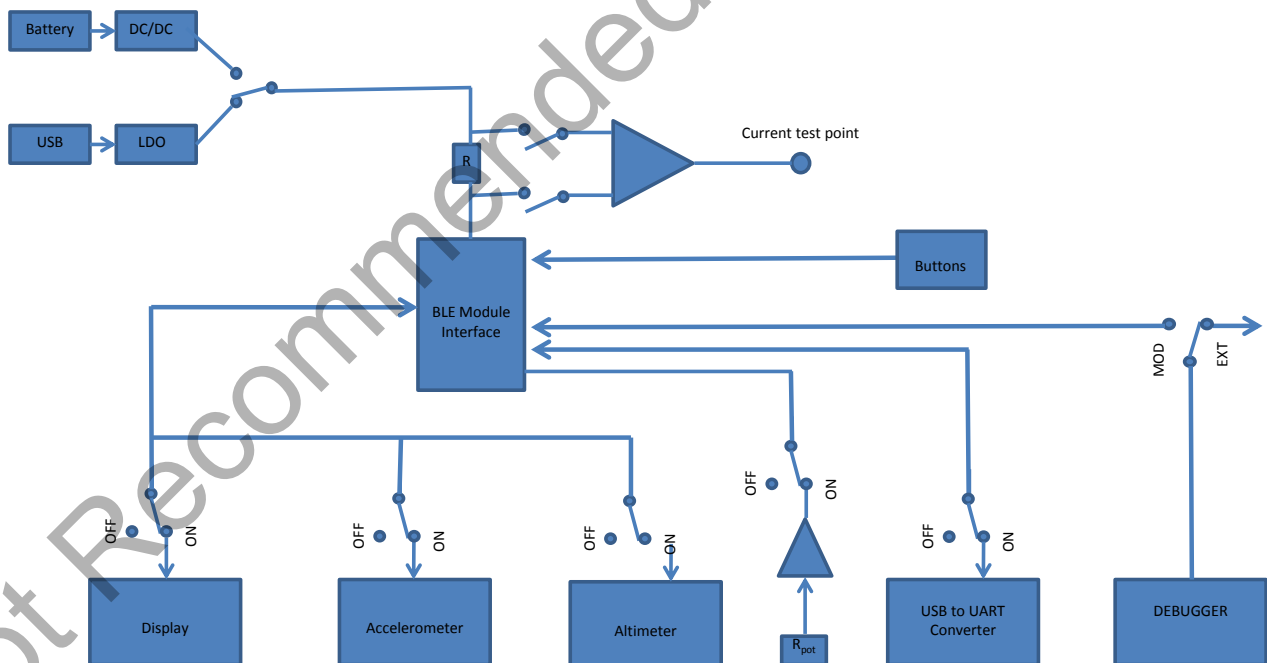 Battery
DC/DC
USB
LDO
R
Current test point
Buttons
BLE Module
Interface
MOD
EXT
OFF
ON
OFF
ON
OFF
ON
OFF
ON
OFF
ON
Display
Accelerometer
Altimeter
Rpot
USB to UART
Converter
DEBUGGER
Recommended